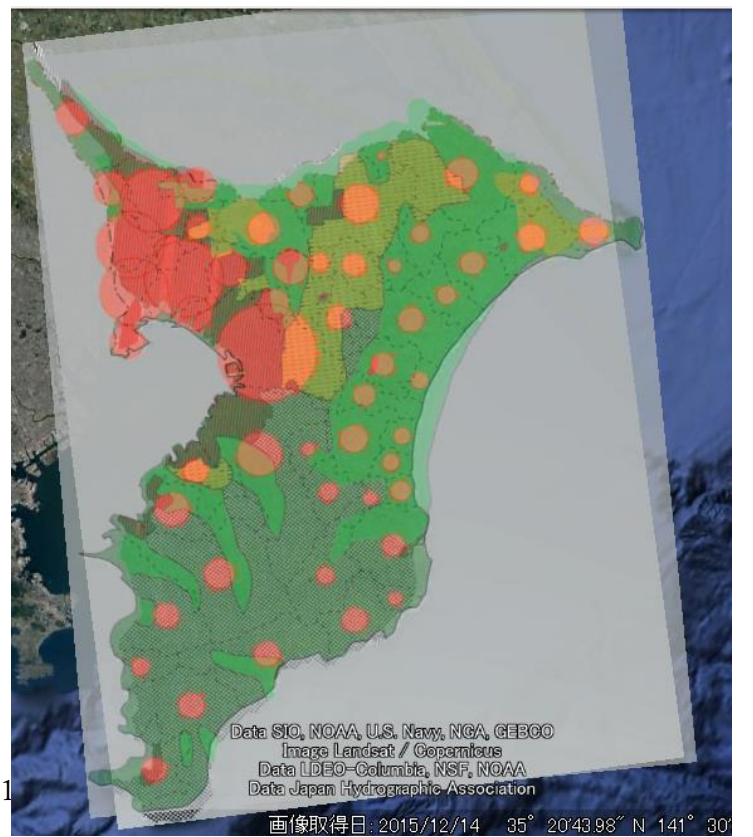 Data SIO, NOAA, U.S. Navy, NGA, GEBCO
Image Landsat / Copernicus
Data LDEO-Columbia, NSF, NOAA
Data Japan Hydrographic Association
1
画像取得日: 2015/12/14 35° 20'43.98" N 141° 30'